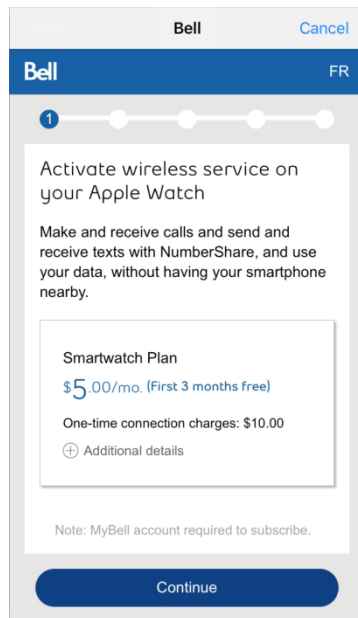 Bell Cancel
Bell FR
1
Activate wireless service on
your Apple Watch
Make and receive calls and send and
receive texts with NumberShare, and use
your data, without having your smartphone
nearby.
Smartwatch Plan
$5.00/mo. (First 3 months free)
One-time connection charges: $10.00
Additional details
Note: MyBell account required to subscribe.
Continue